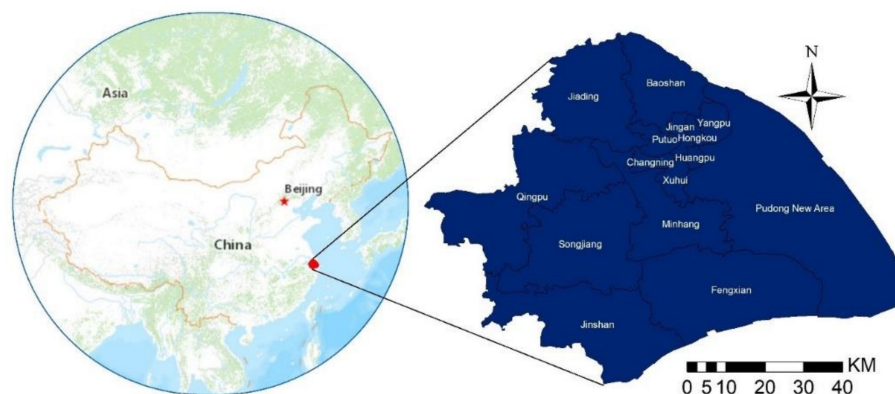 Asia
Beijing
China
N
Jiading
Baoshan
Jingan
Yangpu
Putuo
Hongkou
Changning
Huangpu
Xuhui
Qingpu
Pudong New Area
Minhang
Songjiang
Fengxian
Jinshan
KM
0 5 10 20 30 40